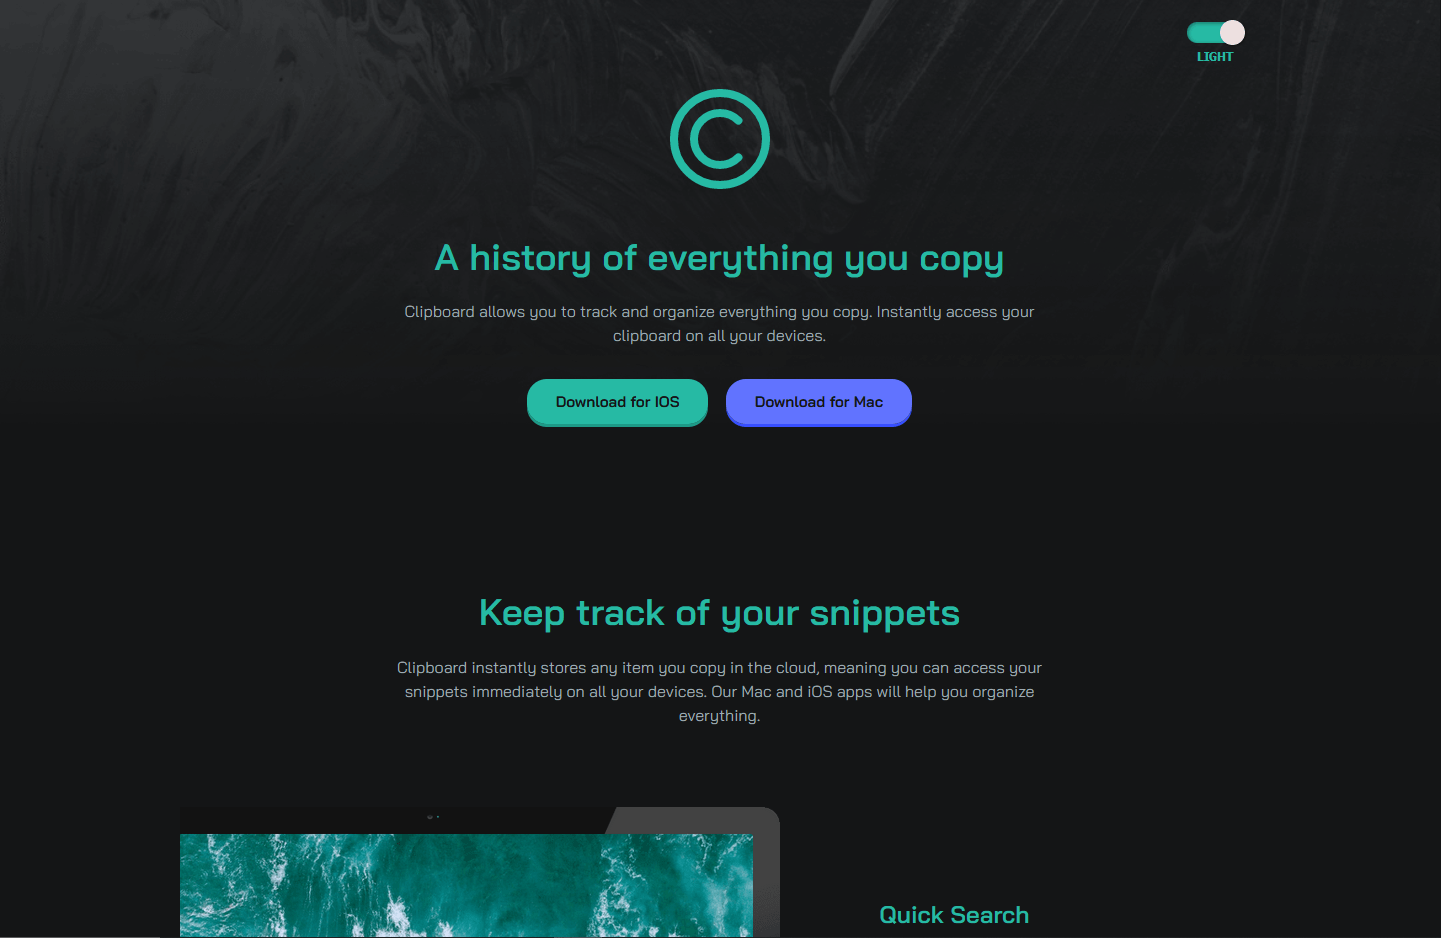 LIGHT
A history of everything you copy
Clipboard allows you to track and organize everything you copy. Instantly access your
clipboard on all your devices.
Download for IOS
Download for Mac
Keep track of your snippets
Clipboard instantly stores any item you copy in the cloud, meaning you can access your
snippets immediately on all your devices. Our Mac and iOS apps will help you organize
everything.
Quick Search